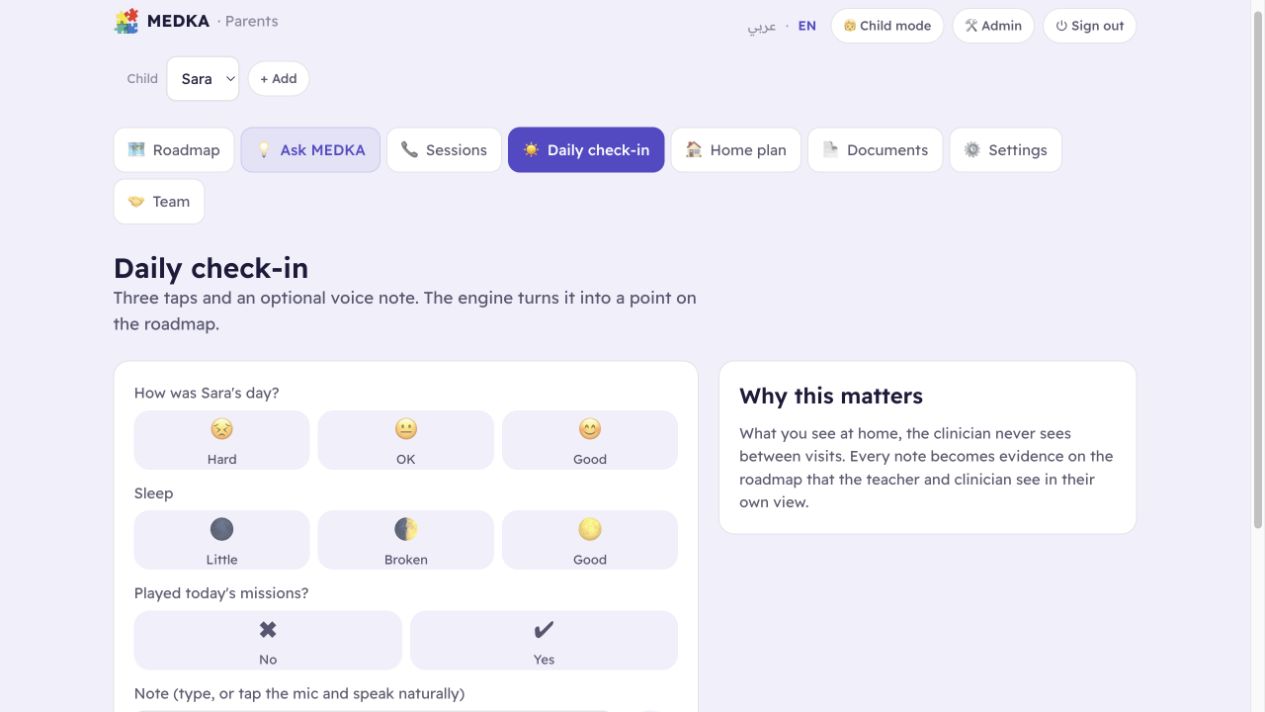 MEDKA · Parents
عربي · EN
Child mode
Admin
Sign out
Child
Sara
+ Add
Roadmap
Ask MEDKA
Sessions
Daily check-in
Home plan
Documents
Settings
Team
Daily check-in
Three taps and an optional voice note. The engine turns it into a point on
the roadmap.
How was Sara's day?
Hard
OK
Good
Sleep
Little
Broken
Good
Played today's missions?
No
Yes
Note (type, or tap the mic and speak naturally)
Why this matters
What you see at home, the clinician never sees
between visits. Every note becomes evidence on the
roadmap that the teacher and clinician see in their
own view.